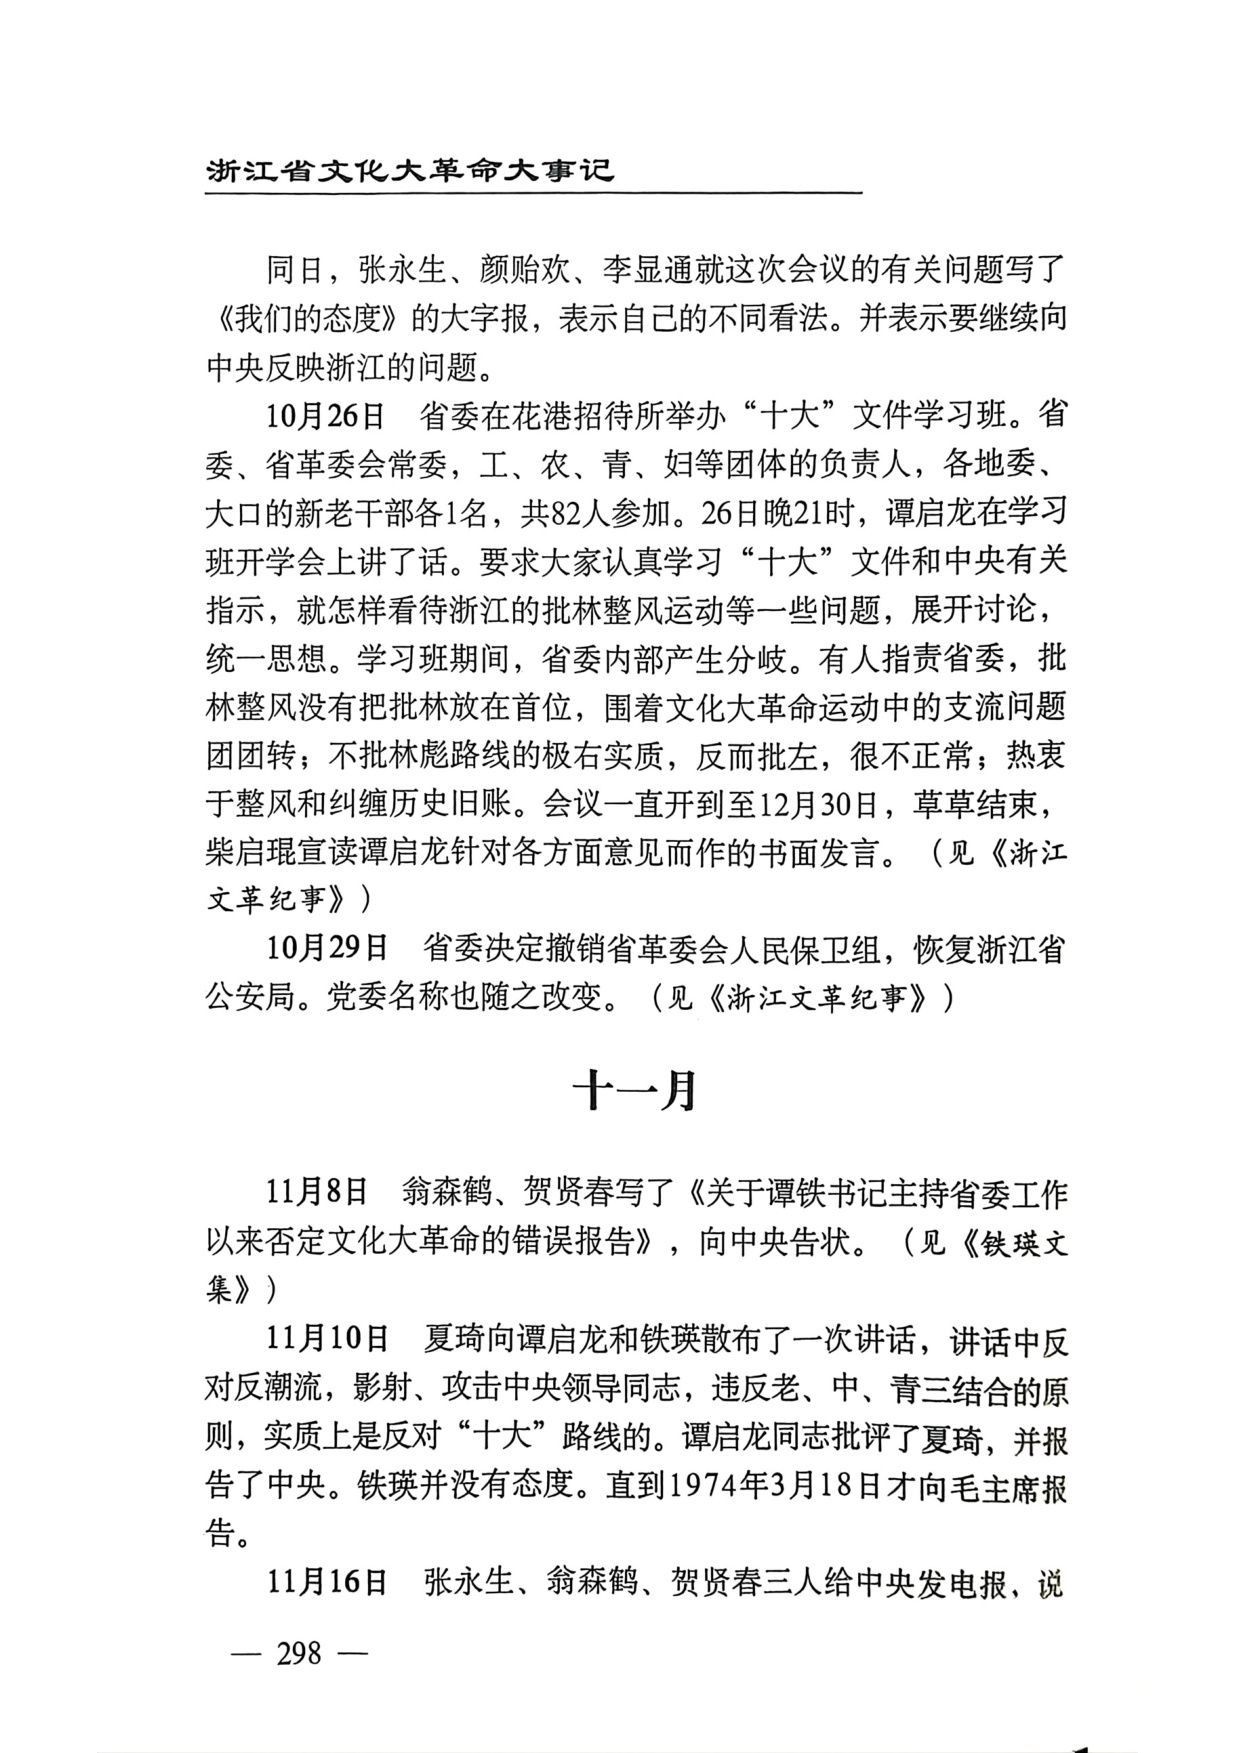 浙江省文化大革命大事记
同日，张永生、颜贻欢、李显通就这次会议的有关问题写了
《我们的态度》的大字报，表示自己的不同看法。并表示要继续向
中央反映浙江的问题。
10月26日　省委在花港招待所举办“十大”文件学习班。省
委、省革委会常委，工、农、青、妇等团体的负责人，各地委、
大口的新老干部各1名，共82人参加。26日晚21时，谭启龙在学习
班开学会上讲了话。要求大家认真学习“十大”文件和中央有关
指示，就怎样看待浙江的批林整风运动等一些问题，展开讨论，
统一思想。学习班期间，省委内部产生分歧。有人指责省委，批
林整风没有把批林放在首位，围着文化大革命运动中的支流问题
团团转；不批林彪路线的极右实质，反而批左，很不正常；热衷
于整风和纠缠历史旧账。会议一直开到至12月30日，草草结束，
柴启琨宣读谭启龙针对各方面意见而作的书面发言。（见《浙江
文革纪事》）
10月29日　省委决定撤销省革委会人民保卫组，恢复浙江省
公安局。党委名称也随之改变。（见《浙江文革纪事》）
十一月
11月8日　翁森鹤、贺贤春写了《关于谭铁书记主持省委工作
以来否定文化大革命的错误报告》，向中央告状。（见《铁瑛文
集》）
11月10日　夏琦向谭启龙和铁瑛散布了一次讲话，讲话中反
对反潮流，影射、攻击中央领导同志，违反老、中、青三结合的原
则，实质上是反对“十大”路线的。谭启龙同志批评了夏琦，并报
告了中央。铁瑛并没有态度。直到1974年3月18日才向毛主席报
告。
11月16日　张永生、翁森鹤、贺贤春三人给中央发电报，说
— 298 —